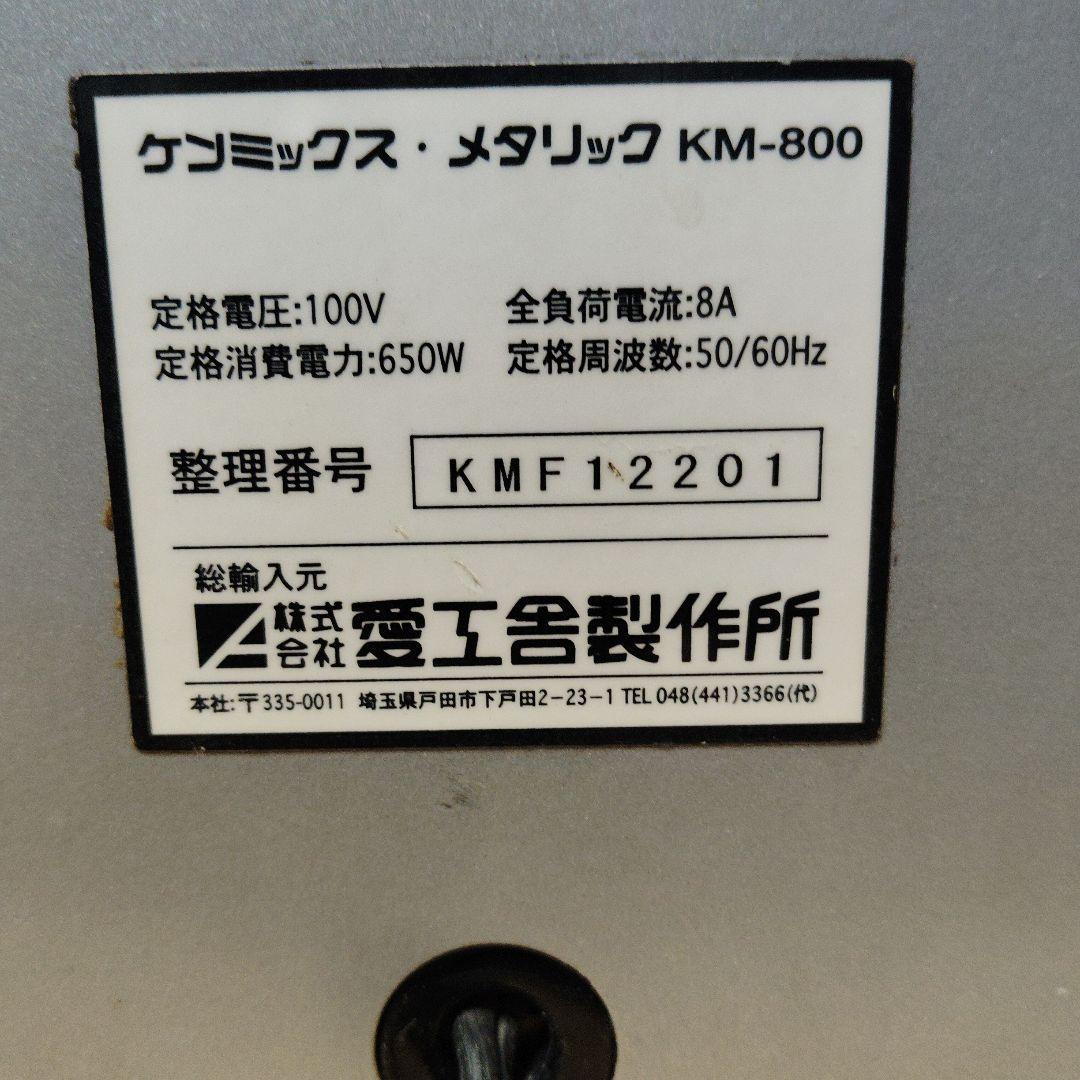 ケンミックス・メタリック KM-800
定格電圧:100V 全負荷電流:8A
定格消費電力:650W 定格周波数:50/60Hz
整理番号 KMF12201
総輸入元
株式会社 愛工舎製作所
本社:〒335-0011 埼玉県戸田市下戸田2-23-1 TEL 048(441)3366(代)